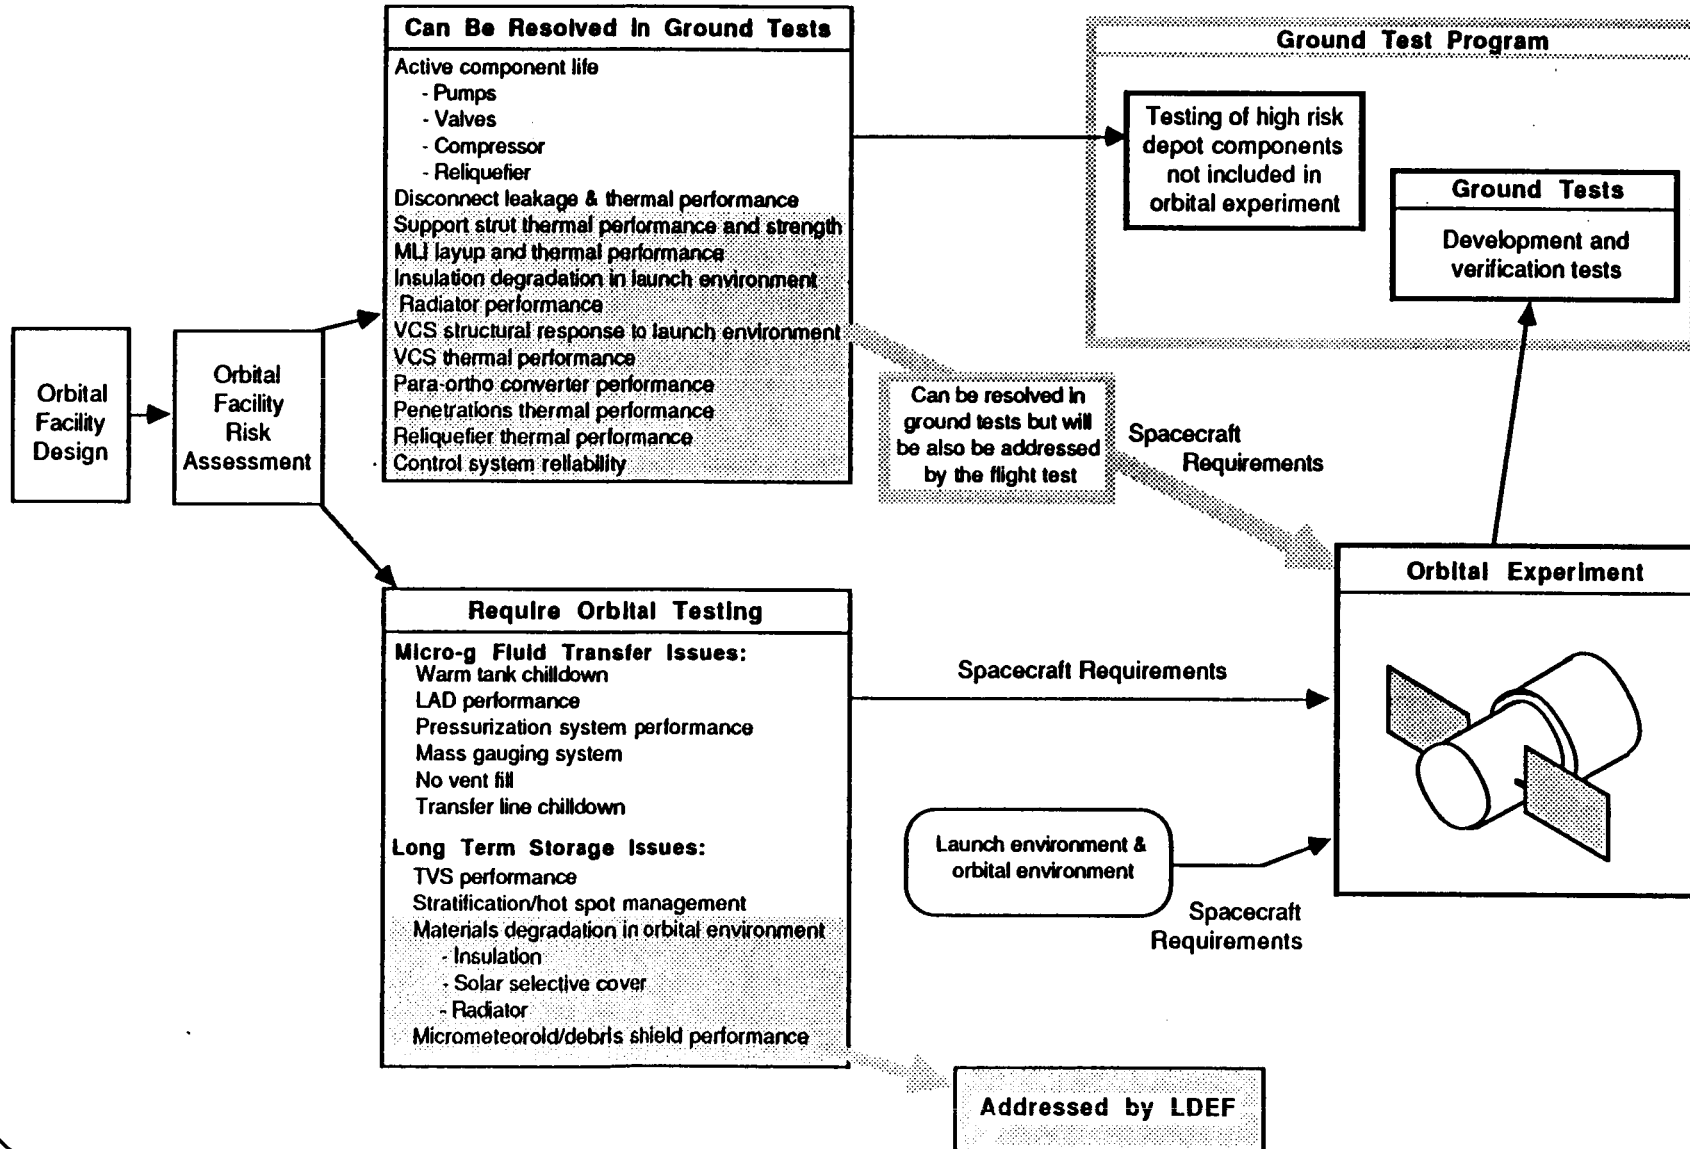 Can Be Resolved In Ground Tests
Active component life
- Pumps
- Valves
- Compressor
- Reliquefier
Disconnect leakage & thermal performance
Support strut thermal performance and strength
MLI layup and thermal performance
Insulation degradation in launch environment
Radiator performance
VCS structural response to launch environment
VCS thermal performance
Para-ortho converter performance
Penetrations thermal performance
Reliquefier thermal performance
Control system reliability
Ground Test Program
Testing of high risk
depot components
not included in
orbital experiment
Ground Tests
Development and
verification tests
Orbital
Facility
Design
Orbital
Facility
Risk
Assessment
Can be resolved in
ground tests but will
be also be addressed
by the flight test
Spacecraft
Requirements
Require Orbital Testing
Micro-g Fluid Transfer Issues:
Warm tank chilldown
LAD performance
Pressurization system performance
Mass gauging system
No vent fill
Transfer line chilldown
Long Term Storage Issues:
TVS performance
Stratification/hot spot management
Materials degradation in orbital environment
- Insulation
- Solar selective cover
- Radiator
Micrometeoroid/debris shield performance
Spacecraft Requirements
Orbital Experiment
Launch environment &
orbital environment
Spacecraft
Requirements
Addressed by LDEF